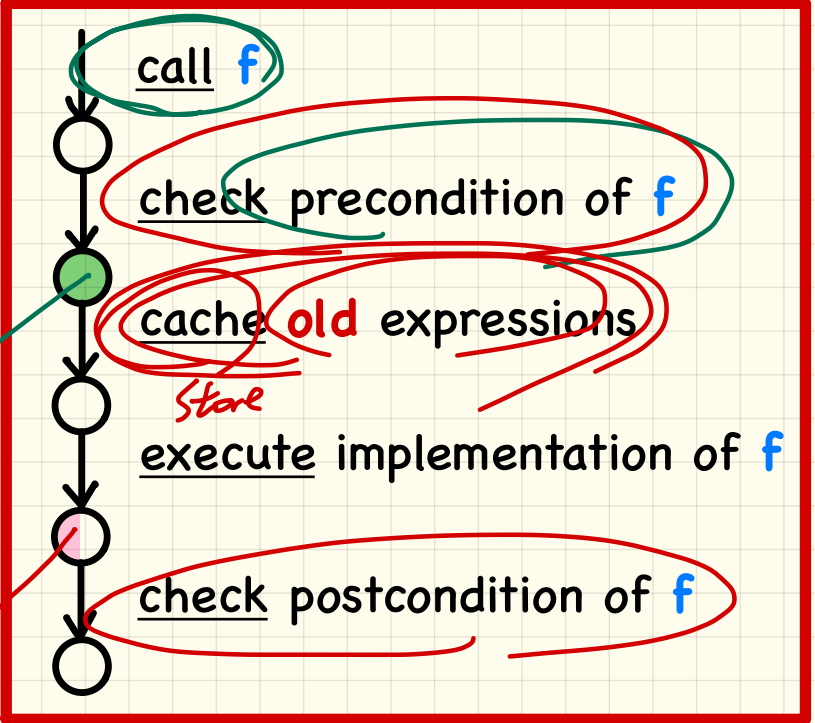 call f
check precondition of f
cache old expressions
store
execute implementation of f
check postcondition of f